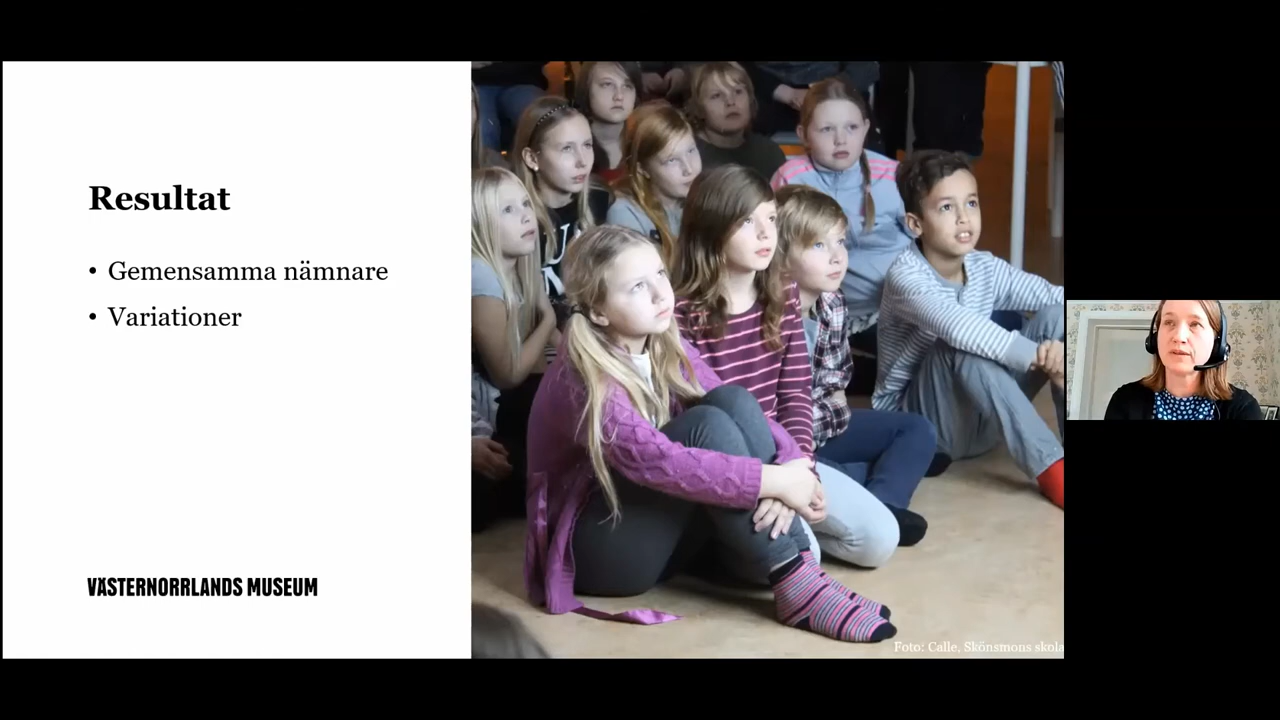 Resultat
• Gemensamma nämnare
• Variationer
VÄSTERNORRLANDS MUSEUM
Foto: Calle, Skönsmons skola